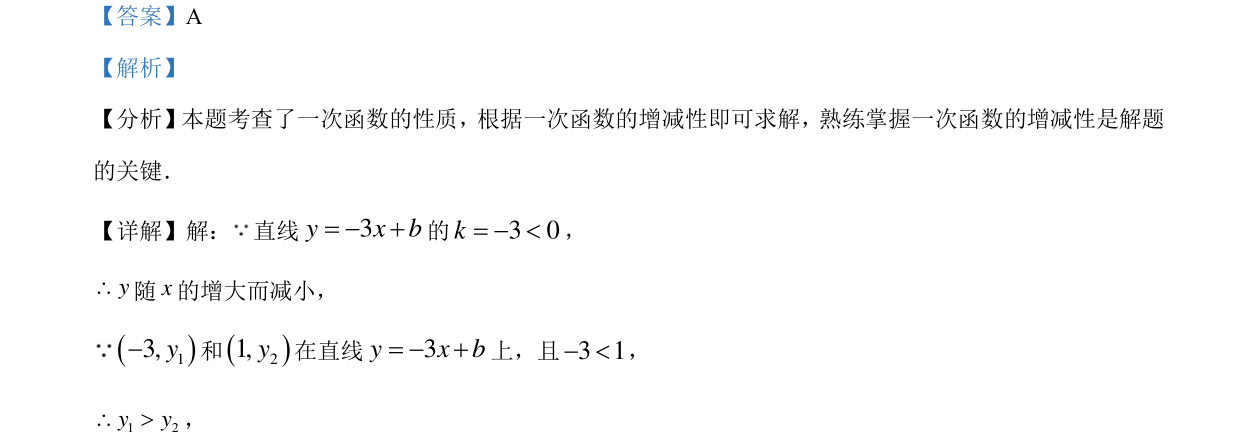 【答案】A
【解析】
【分析】本题考查了一次函数的性质，根据一次函数的增减性即可求解，熟练掌握一次函数的增减性是解题
的关键．
【详解】解：∵直线 y = −3x + b 的 k = −3 < 0，
∴ y 随 x 的增大而减小，
∵(−3, y₁)和(1, y₂)在直线 y = −3x + b 上，且 −3 < 1，
∴ y₁ > y₂，